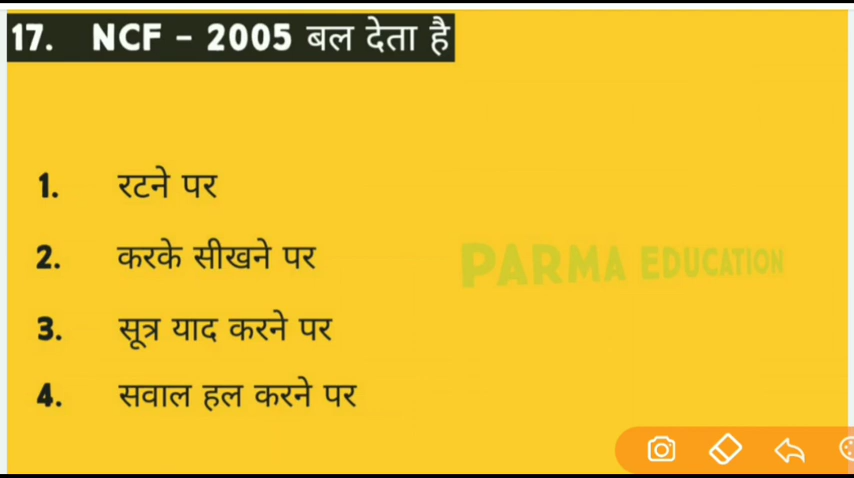 17. NCF - 2005 बल देता है
1. रटने पर
2. करके सीखने पर
PARMA EDUCATION
3. सूत्र याद करने पर
4. सवाल हल करने पर